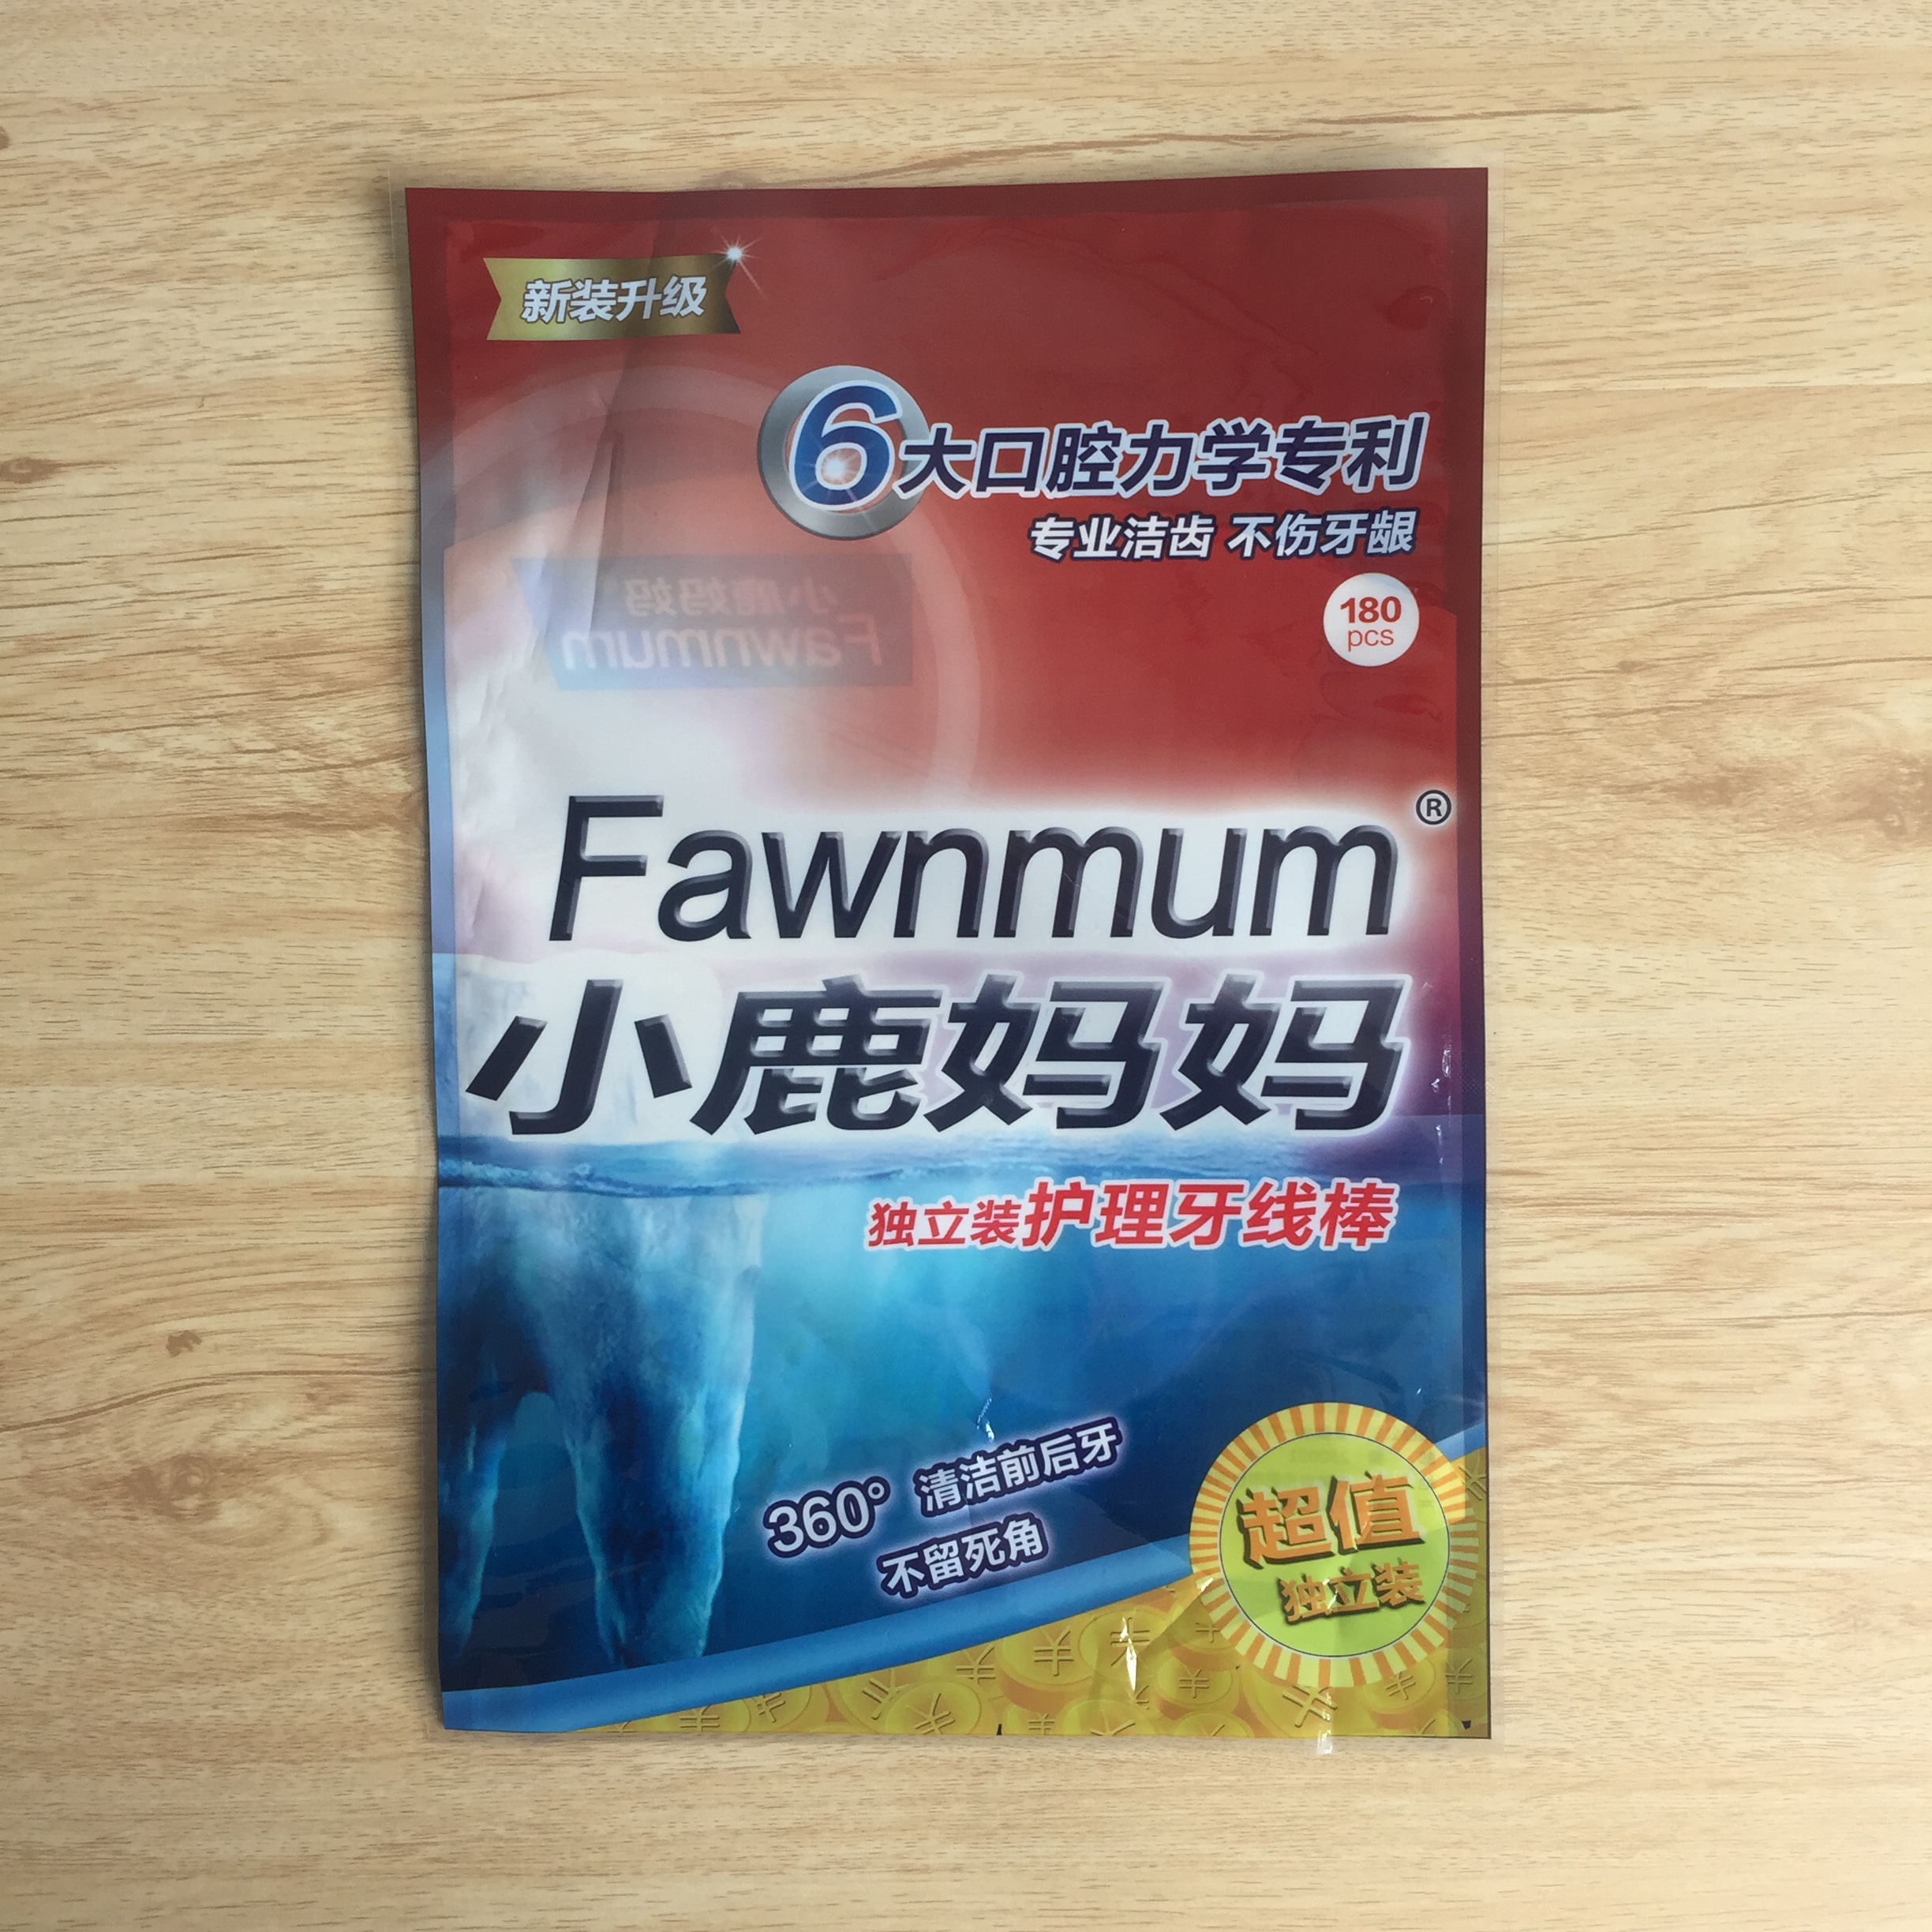 新装升级
6大口腔力学专利
专业洁齿 不伤牙龈
小鹿妈妈
Fawnmum
180
pcs
Fawnmum®
小鹿妈妈
独立装护理牙线棒
360° 清洁前后牙
不留死角
超值
独立装